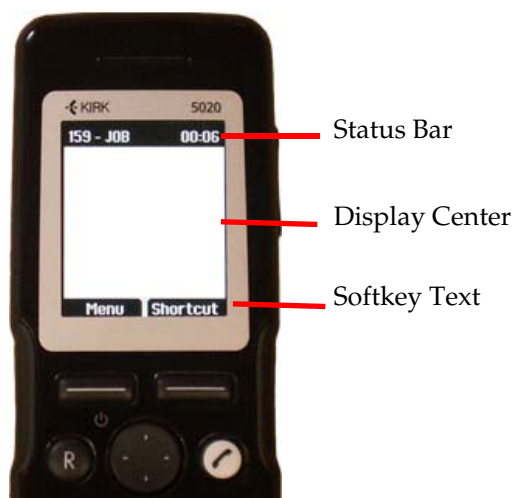 KIRK 5020
159 - JOB 00:06
Status Bar
Display Center
Softkey Text
Menu Shortcut
R